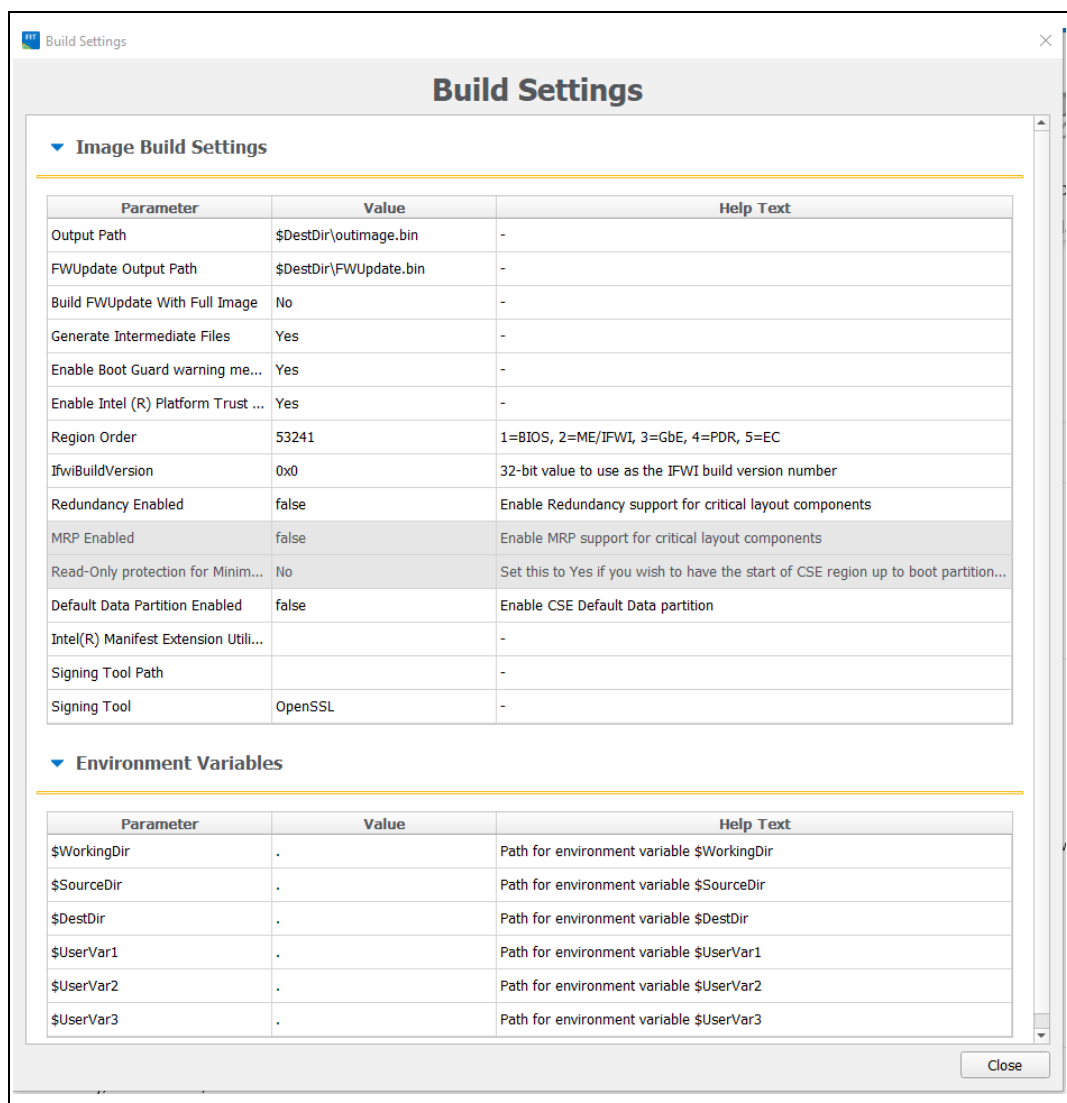 FIT Build Settings
Build Settings
Image Build Settings
Parameter Value Help Text
Output Path $DestDir\outimage.bin -
FWUpdate Output Path $DestDir\FWUpdate.bin -
Build FWUpdate With Full Image No -
Generate Intermediate Files Yes -
Enable Boot Guard warning me... Yes -
Enable Intel (R) Platform Trust ... Yes -
Region Order 53241 1=BIOS, 2=ME/IFWI, 3=GbE, 4=PDR, 5=EC
IfwiBuildVersion 0x0 32-bit value to use as the IFWI build version number
Redundancy Enabled false Enable Redundancy support for critical layout components
MRP Enabled false Enable MRP support for critical layout components
Read-Only protection for Minim... No Set this to Yes if you wish to have the start of CSE region up to boot partition...
Default Data Partition Enabled false Enable CSE Default Data partition
Intel(R) Manifest Extension Utili... -
Signing Tool Path -
Signing Tool OpenSSL -
Environment Variables
Parameter Value Help Text
$WorkingDir . Path for environment variable $WorkingDir
$SourceDir . Path for environment variable $SourceDir
$DestDir . Path for environment variable $DestDir
$UserVar1 . Path for environment variable $UserVar1
$UserVar2 . Path for environment variable $UserVar2
$UserVar3 . Path for environment variable $UserVar3
Close